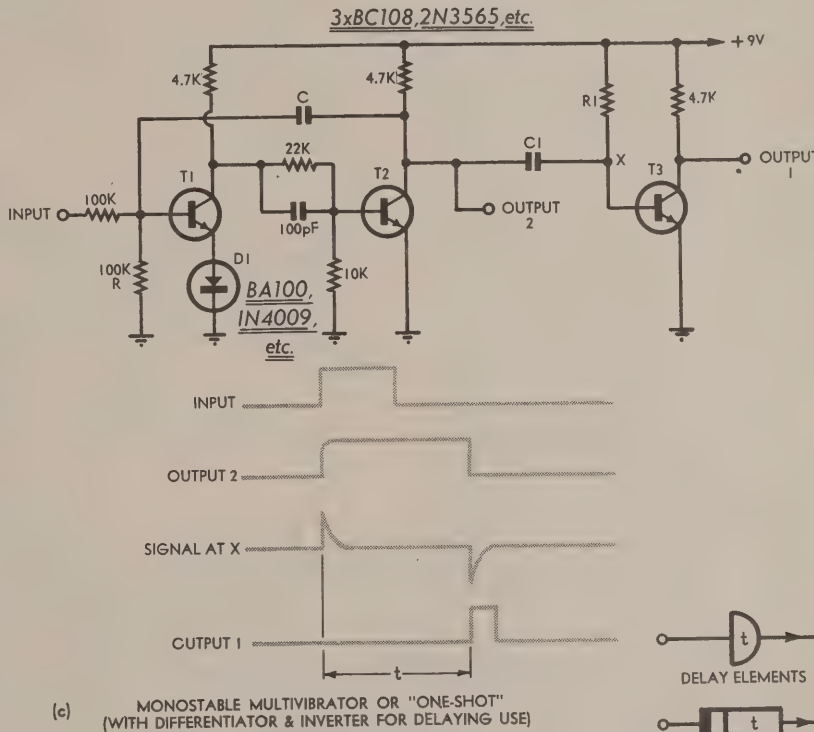 3xBC108,2N3565,etc.
+9V
4.7K
4.7K
R1
4.7K
C
22K
C1
X
T1
T2
T3
OUTPUT
1
INPUT
100K
100pF
OUTPUT
2
100K
R
D1
10K
BA100,
IN4009,
etc.
INPUT
OUTPUT 2
SIGNAL AT X
CUTPUT 1
t
t
DELAY ELEMENTS
(c) MONOSTABLE MULTIVIBRATOR OR "ONE-SHOT"
(WITH DIFFERENTIATOR & INVERTER FOR DELAYING USE)
t